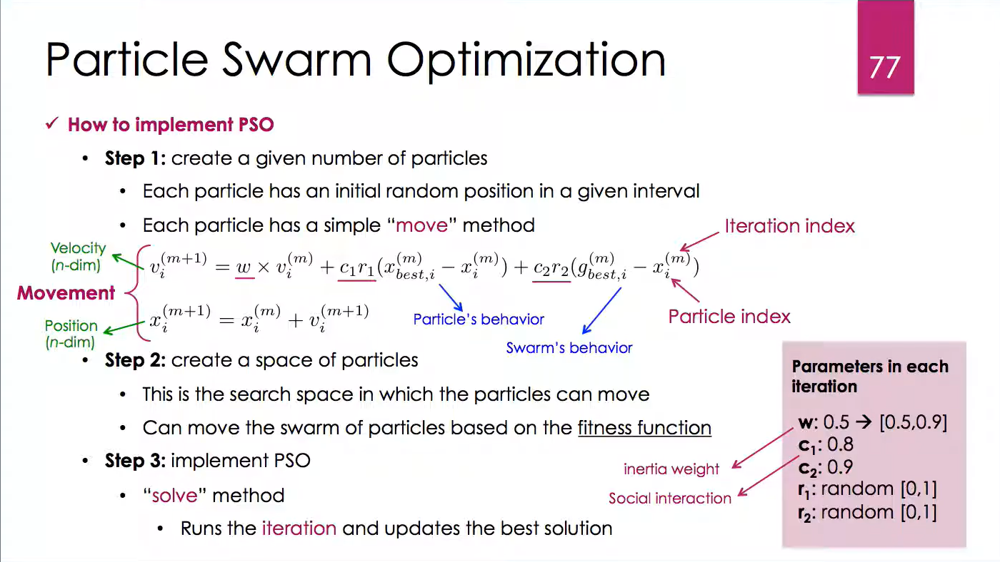 Particle Swarm Optimization
77
✓ How to implement PSO
• Step 1: create a given number of particles
• Each particle has an initial random position in a given interval
• Each particle has a simple “move” method
Iteration index
Velocity
(n-dim)
v_i^{(m+1)} = w × v_i^{(m)} + c_1r_1(x_{best,i}^{(m)} − x_i^{(m)}) + c_2r_2(g_{best,i}^{(m)} − x_i^{(m)})
Movement
x_i^{(m+1)} = x_i^{(m)} + v_i^{(m+1)}
Position
(n-dim)
Particle's behavior
Particle index
Swarm's behavior
• Step 2: create a space of particles
• This is the search space in which the particles can move
• Can move the swarm of particles based on the fitness function
• Step 3: implement PSO
• “solve” method
• Runs the iteration and updates the best solution
inertia weight
Social interaction
Parameters in each
iteration
w: 0.5 → [0.5,0.9]
c₁: 0.8
c₂: 0.9
r₁: random [0,1]
r₂: random [0,1]